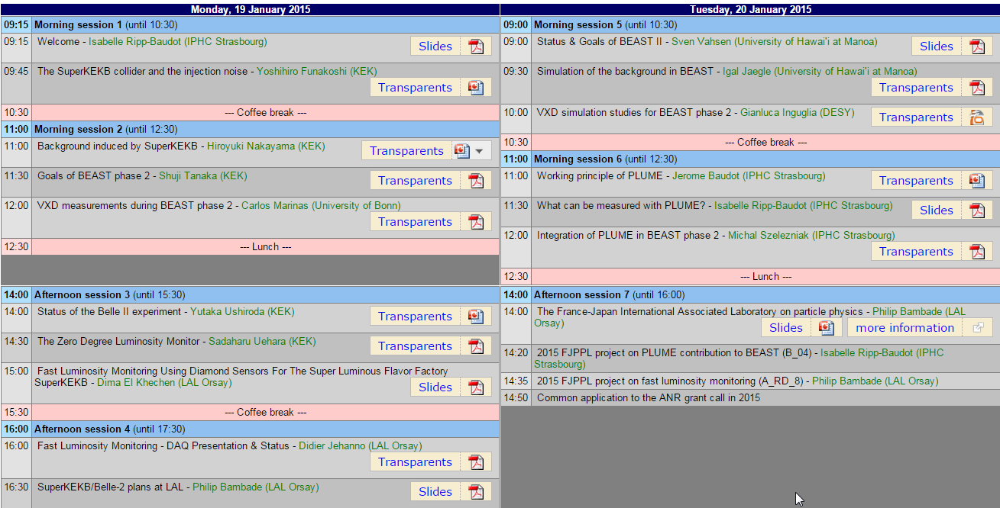 Monday, 19 January 2015
09:15 Morning session 1 (until 10:30)
09:15 Welcome - Isabelle Ripp-Baudot (IPHC Strasbourg)
Slides
09:45 The SuperKEKB collider and the injection noise - Yoshihiro Funakoshi (KEK)
Transparents
10:30 --- Coffee break ---
11:00 Morning session 2 (until 12:30)
11:00 Background induced by SuperKEKB - Hiroyuki Nakayama (KEK)
Transparents
11:30 Goals of BEAST phase 2 - Shuji Tanaka (KEK)
Transparents
12:00 VXD measurements during BEAST phase 2 - Carlos Marinas (University of Bonn)
Transparents
12:30 --- Lunch ---
14:00 Afternoon session 3 (until 15:30)
14:00 Status of the Belle II experiment - Yutaka Ushiroda (KEK)
Transparents
14:30 The Zero Degree Luminosity Monitor - Sadaharu Uehara (KEK)
Transparents
15:00 Fast Luminosity Monitoring Using Diamond Sensors For The Super Luminous Flavor Factory
SuperKEKB - Dima El Khechen (LAL Orsay)
Slides
15:30 --- Coffee break ---
16:00 Afternoon session 4 (until 17:30)
16:00 Fast Luminosity Monitoring - DAQ Presentation & Status - Didier Jehanno (LAL Orsay)
Transparents
16:30 SuperKEKB/Belle-2 plans at LAL - Philip Bambade (LAL Orsay)
Slides
Tuesday, 20 January 2015
09:00 Morning session 5 (until 10:30)
09:00 Status & Goals of BEAST II - Sven Vahsen (University of Hawai'i at Manoa)
Slides
09:30 Simulation of the background in BEAST - Igal Jaegle (University of Hawai'i at Manoa)
Transparents
10:00 VXD simulation studies for BEAST phase 2 - Gianluca Inguglia (DESY)
Transparents
10:30 --- Coffee break ---
11:00 Morning session 6 (until 12:30)
11:00 Working principle of PLUME - Jerome Baudot (IPHC Strasbourg)
Transparents
11:30 What can be measured with PLUME? - Isabelle Ripp-Baudot (IPHC Strasbourg)
Slides
12:00 Integration of PLUME in BEAST phase 2 - Michal Szelezniak (IPHC Strasbourg)
Transparents
12:30 --- Lunch ---
14:00 Afternoon session 7 (until 16:00)
14:00 The France-Japan International Associated Laboratory on particle physics - Philip Bambade (LAL
Orsay)
Slides more information
14:20 2015 FJPPL project on PLUME contribution to BEAST (B_04) - Isabelle Ripp-Baudot (IPHC
Strasbourg)
14:35 2015 FJPPL project on fast luminosity monitoring (A_RD_8) - Philip Bambade (LAL Orsay)
14:50 Common application to the ANR grant call in 2015